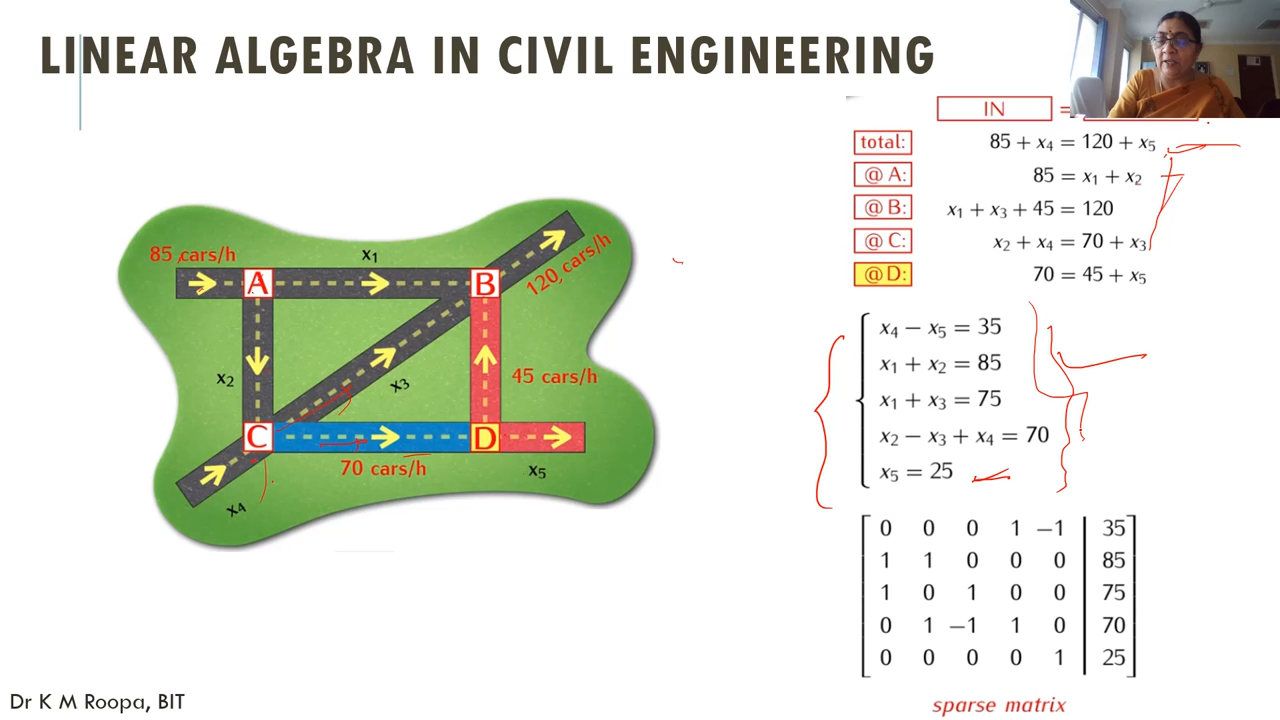 LINEAR ALGEBRA IN CIVIL ENGINEERING
IN =
total: 85 + x₄ = 120 + x₅
@ A: 85 = x₁ + x₂
@ B: x₁ + x₃ + 45 = 120
@ C: x₂ + x₄ = 70 + x₃
@ D: 70 = 45 + x₅
85 cars/h
x₁
120 cars/h
A
B
x₂
x₃
45 cars/h
C
D
70 cars/h
x₅
x₄
x₄ − x₅ = 35
x₁ + x₂ = 85
x₁ + x₃ = 75
x₂ − x₃ + x₄ = 70
x₅ = 25
0 0 0 1 −1 | 35
1 1 0 0 0 | 85
1 0 1 0 0 | 75
0 1 −1 1 0 | 70
0 0 0 0 1 | 25
sparse matrix
Dr K M Roopa, BIT